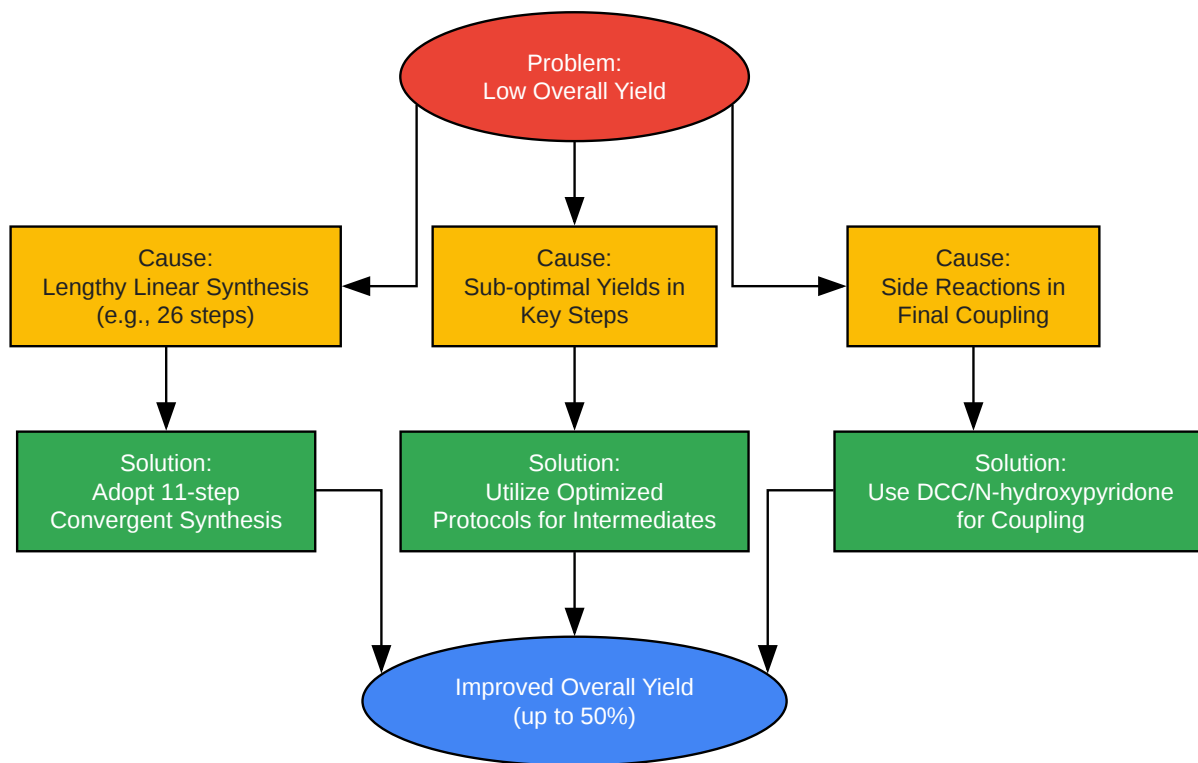 Problem:
Low Overall Yield
Cause:
Lengthy Linear Synthesis
(e.g., 26 steps)
Cause:
Sub-optimal Yields in
Key Steps
Cause:
Side Reactions in
Final Coupling
Solution:
Adopt 11-step
Convergent Synthesis
Solution:
Utilize Optimized
Protocols for Intermediates
Solution:
Use DCC/N-hydroxypyridone
for Coupling
Improved Overall Yield
(up to 50%)